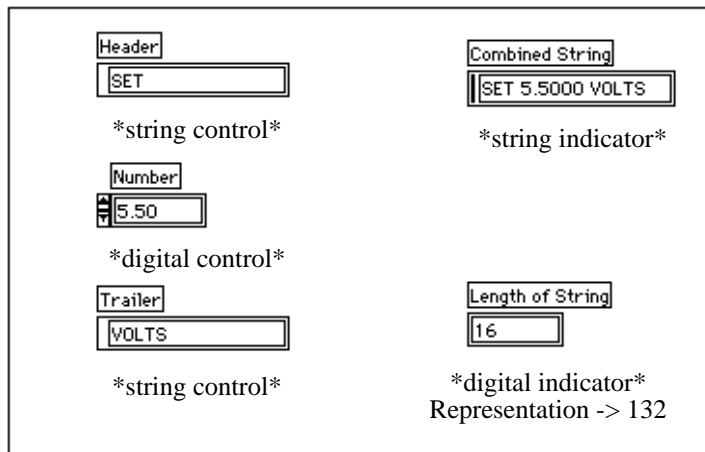 Header
SET
*string control*
Number
5.50
*digital control*
Trailer
VOLTS
*string control*
Combined String
SET 5.5000 VOLTS
*string indicator*
Length of String
16
*digital indicator*
Representation -> 132